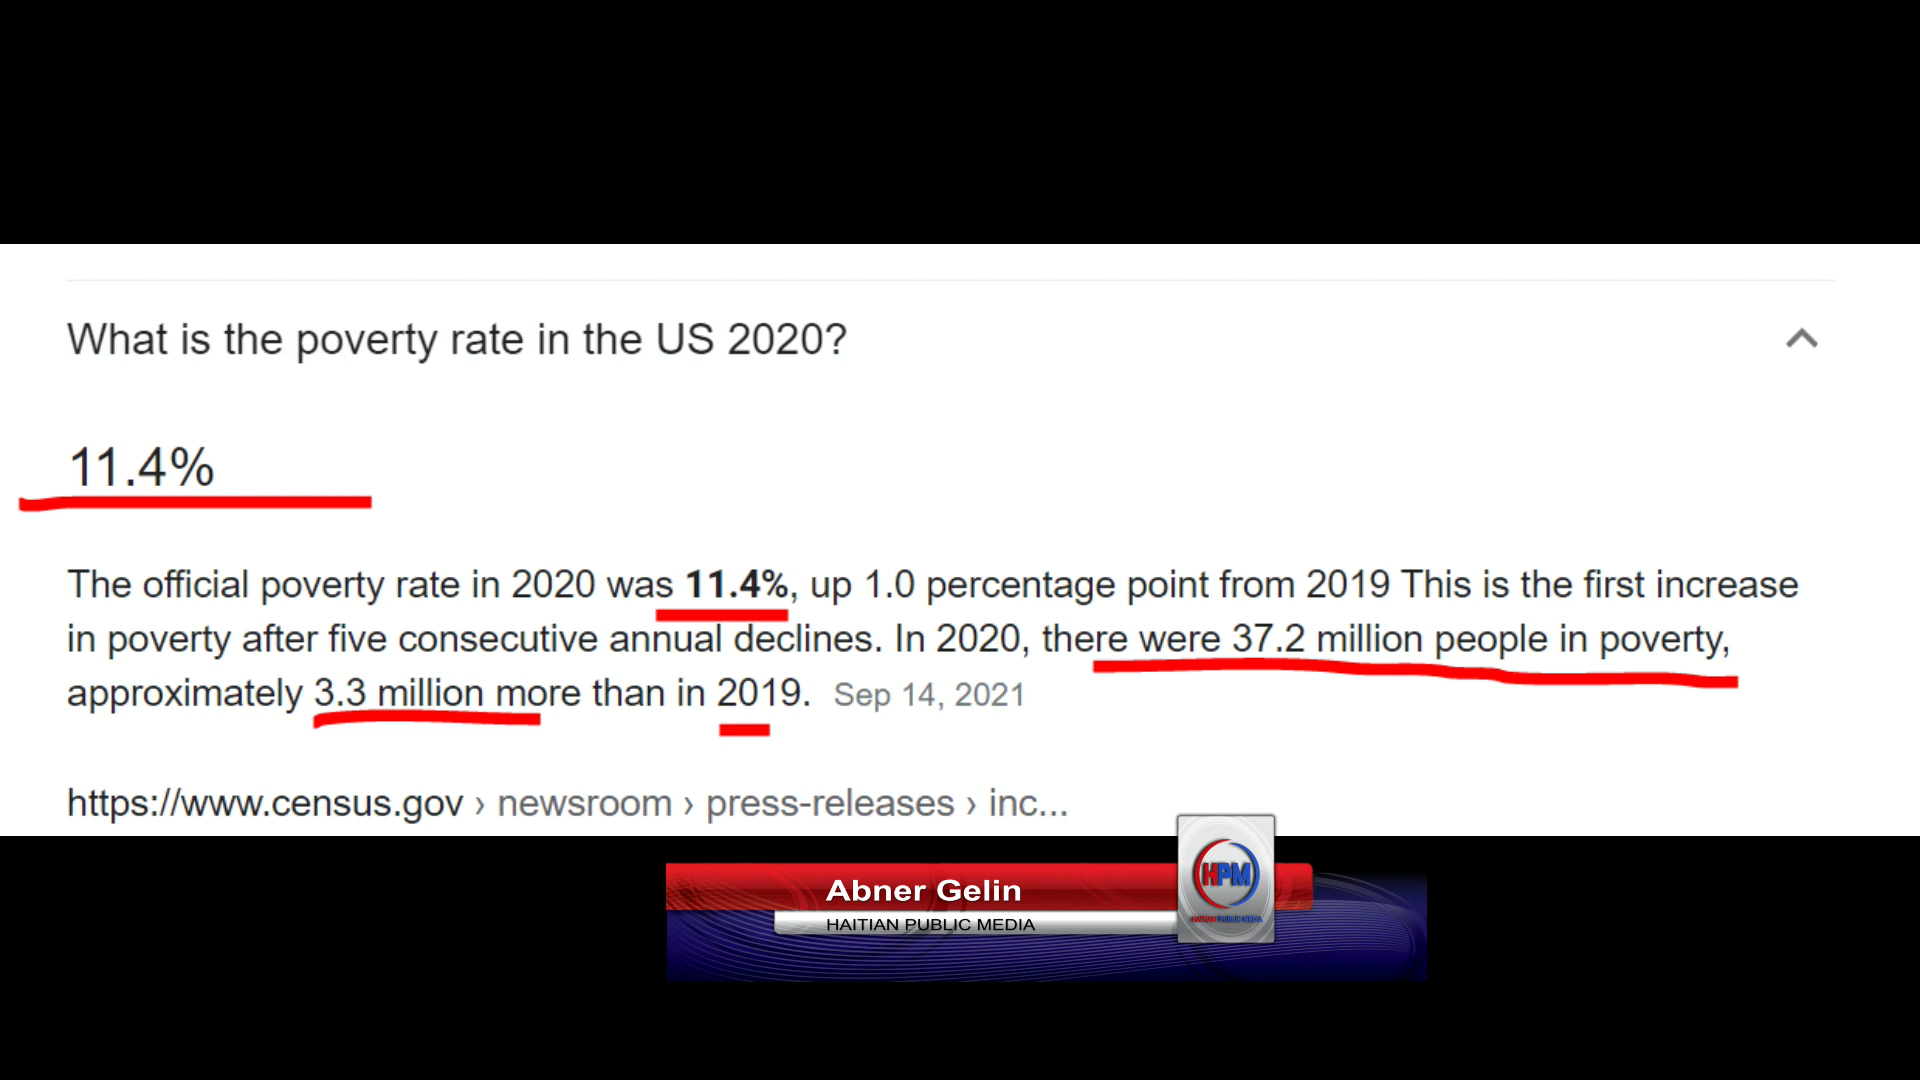 What is the poverty rate in the US 2020?
11.4%
The official poverty rate in 2020 was 11.4%, up 1.0 percentage point from 2019 This is the first increase
in poverty after five consecutive annual declines. In 2020, there were 37.2 million people in poverty,
approximately 3.3 million more than in 2019. Sep 14, 2021
https://www.census.gov › newsroom › press-releases › inc...
HPM
HAITIAN PUBLIC MEDIA
Abner Gelin
HAITIAN PUBLIC MEDIA